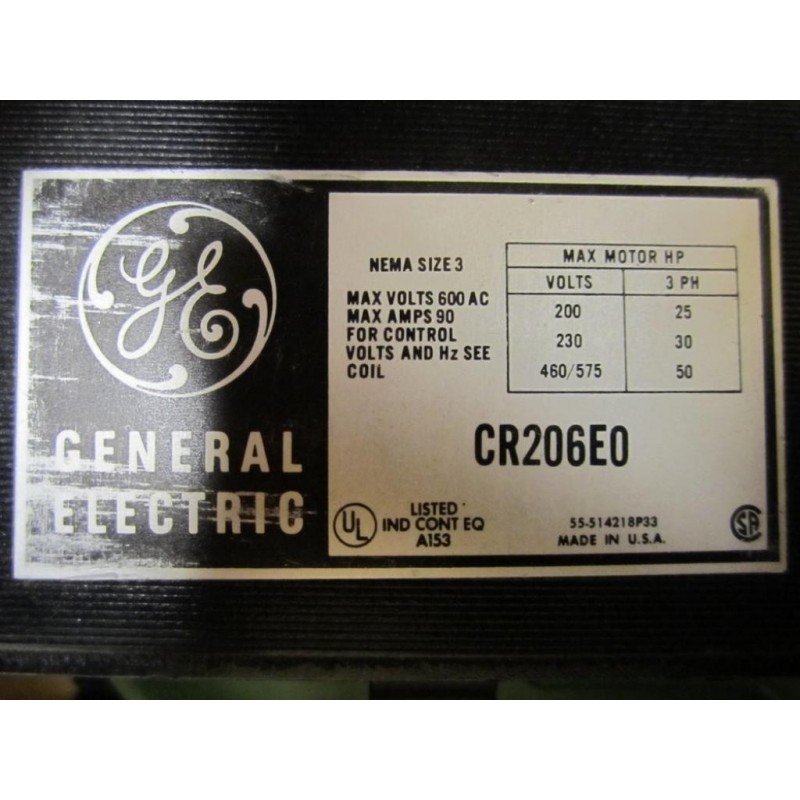 GE
GENERAL
ELECTRIC
NEMA SIZE 3
MAX VOLTS 600 AC
MAX AMPS 90
FOR CONTROL
VOLTS AND Hz SEE
COIL
MAX MOTOR HP
VOLTS 3 PH
200 25
230 30
460/575 50
CR206E0
UL
LISTED
IND CONT EQ
A153
55-514218P33
MADE IN U.S.A.
SA